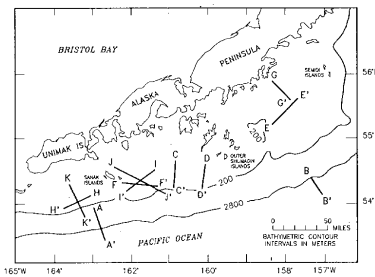 BRISTOL BAY
PENINSULA
ALASKA
SEMIDI
ISLANDS
UNIMAK IS.
SANAK
ISLANDS
OUTER
SHUMAGIN
ISLANDS
G
G'
E'
E
200
56°
55°
54°
J
I
C
D
K
F
F'
H
H'
A
I'
J'
C'
D'
200
B
B'
K'
A'
2800
PACIFIC OCEAN
0 50
MILES
BATHYMETRIC CONTOUR
INTERVALS IN METERS
165°W 164° 162° 160° 158° 157°